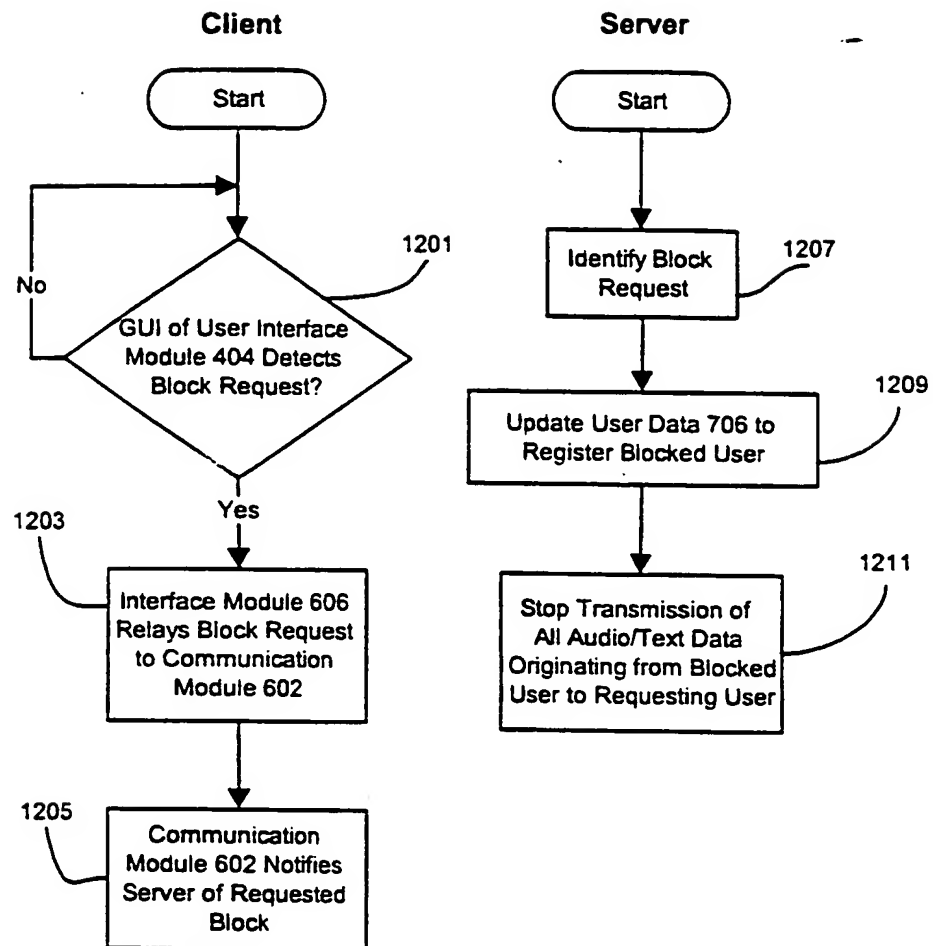 Client
Start
No
1201
GUI of User Interface
Module 404 Detects
Block Request?
Yes
1203
Interface Module 606
Relays Block Request
to Communication
Module 602
1205
Communication
Module 602 Notifies
Server of Requested
Block
Server
Start
Identify Block
Request
1207
Update User Data 706 to
Register Blocked User
1209
Stop Transmission of
All Audio/Text Data
Originating from Blocked
User to Requesting User
1211